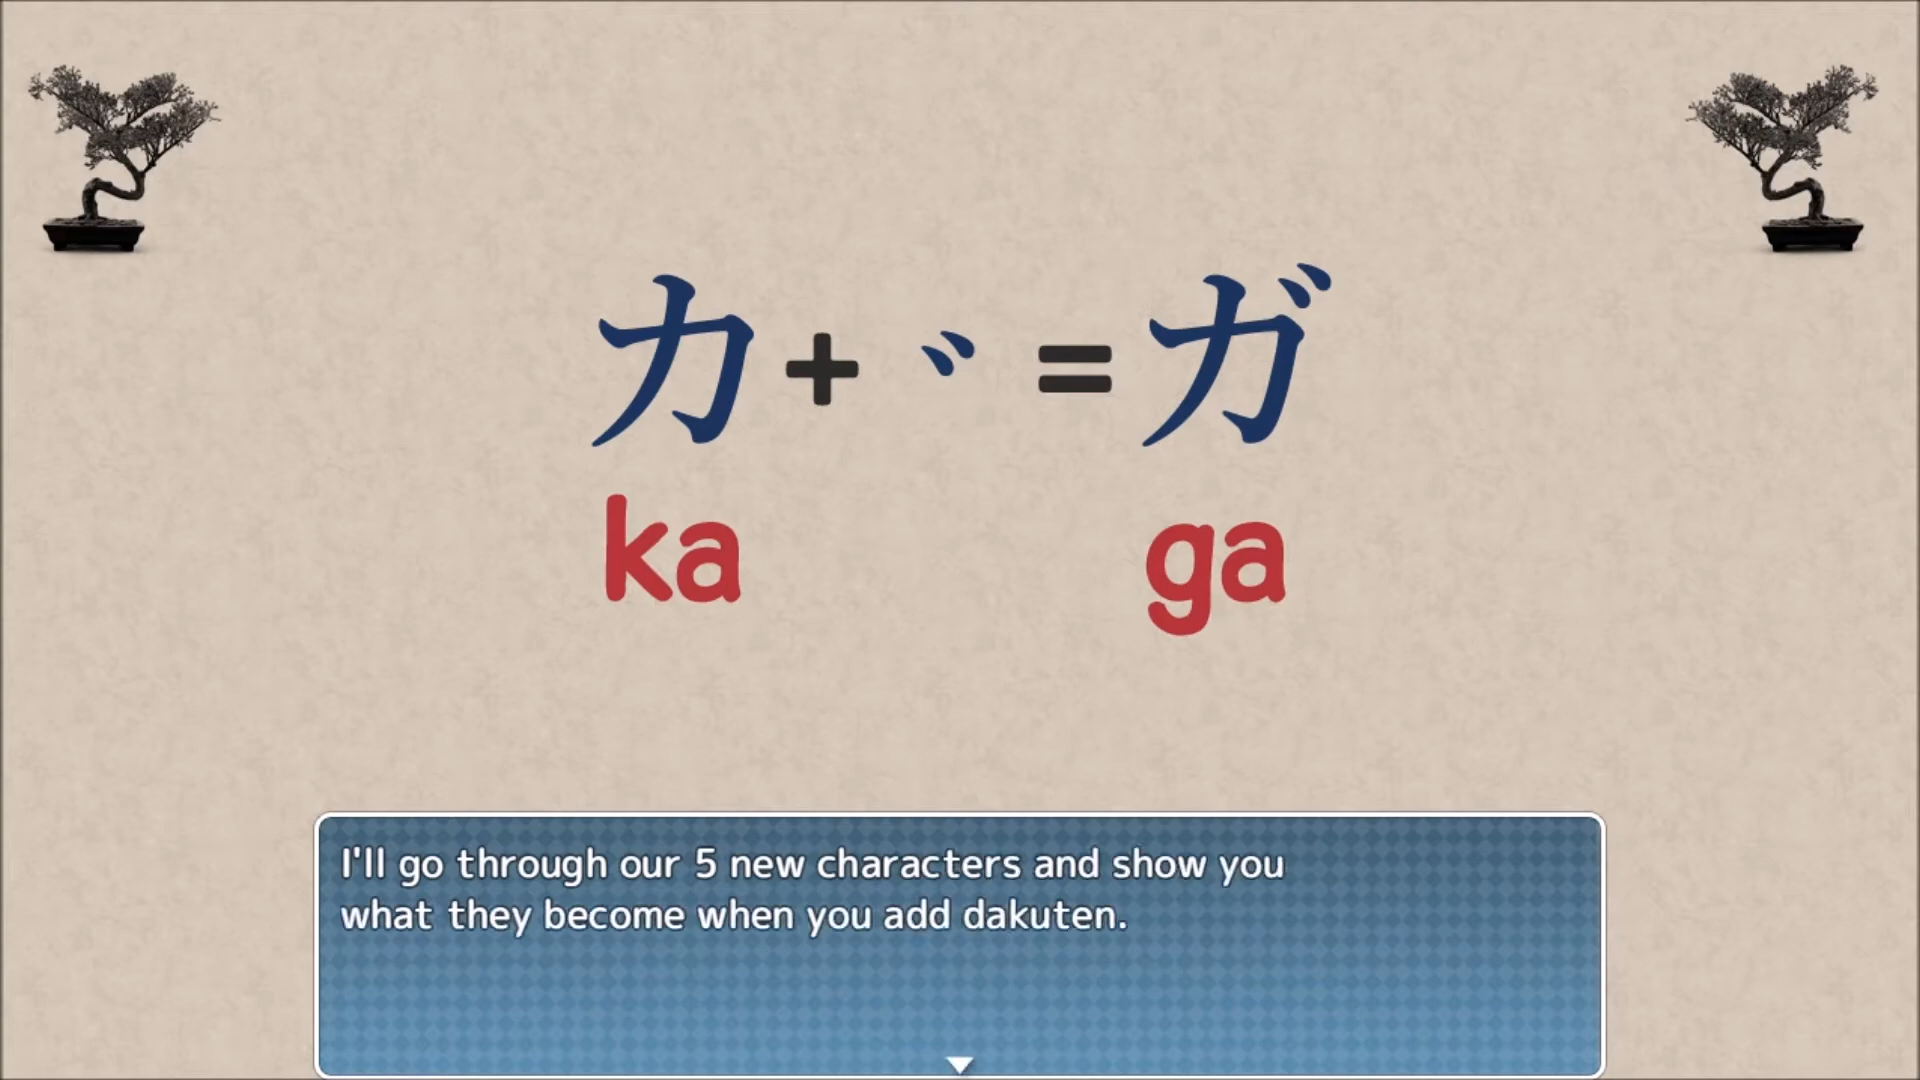 カ + ゛ = ガ
ka ga
I'll go through our 5 new characters and show you
what they become when you add dakuten.